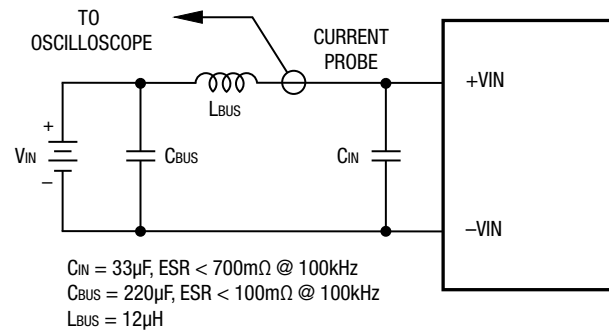 TO
OSCILLOSCOPE
CURRENT
PROBE
LBUS
+VIN
+
VIN
−
CBUS
CIN
−VIN
CIN = 33µF, ESR < 700mΩ @ 100kHz
CBUS = 220µF, ESR < 100mΩ @ 100kHz
LBUS = 12µH